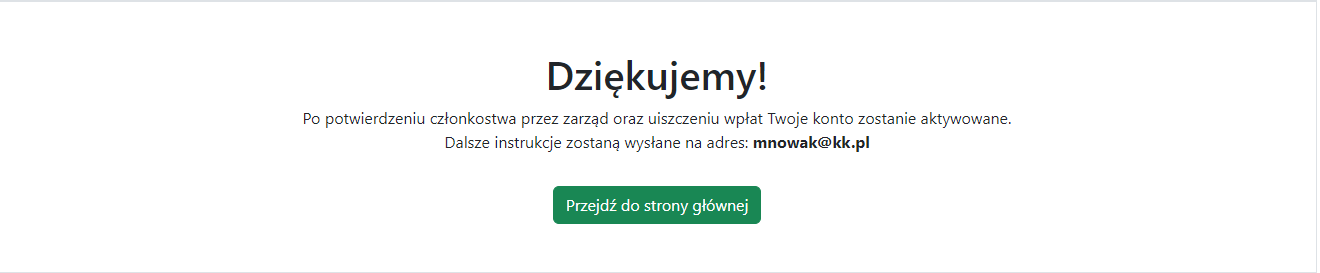 Dziękujemy!
Po potwierdzeniu członkostwa przez zarząd oraz uiszczeniu wpłat Twoje konto zostanie aktywowane.
Dalsze instrukcje zostaną wysłane na adres: mnowak@kk.pl
Przejdź do strony głównej